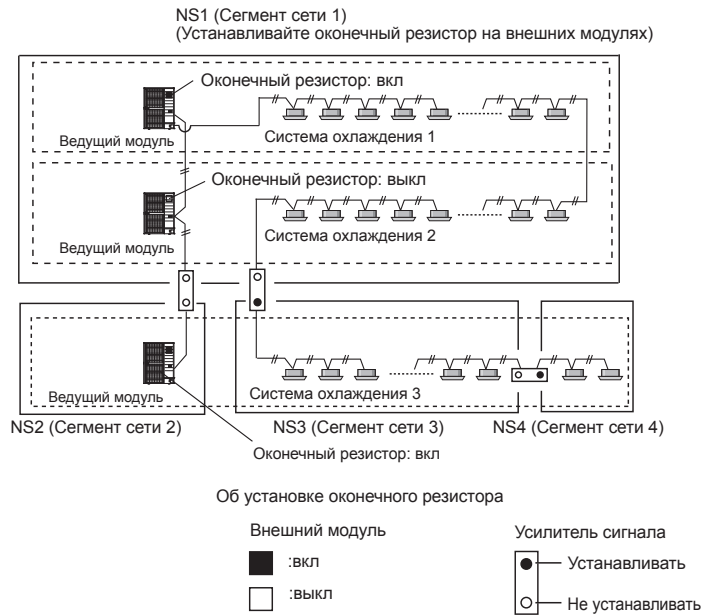 NS1 (Сегмент сети 1)
(Устанавливайте оконечный резистор на внешних модулях)
Оконечный резистор: вкл
Ведущий модуль
Система охлаждения 1
Оконечный резистор: выкл
Ведущий модуль
Система охлаждения 2
Ведущий модуль
Система охлаждения 3
NS2 (Сегмент сети 2)
NS3 (Сегмент сети 3)
NS4 (Сегмент сети 4)
Оконечный резистор: вкл
Об установке оконечного резистора
Внешний модуль
:вкл
:выкл
Усилитель сигнала
Устанавливать
Не устанавливать